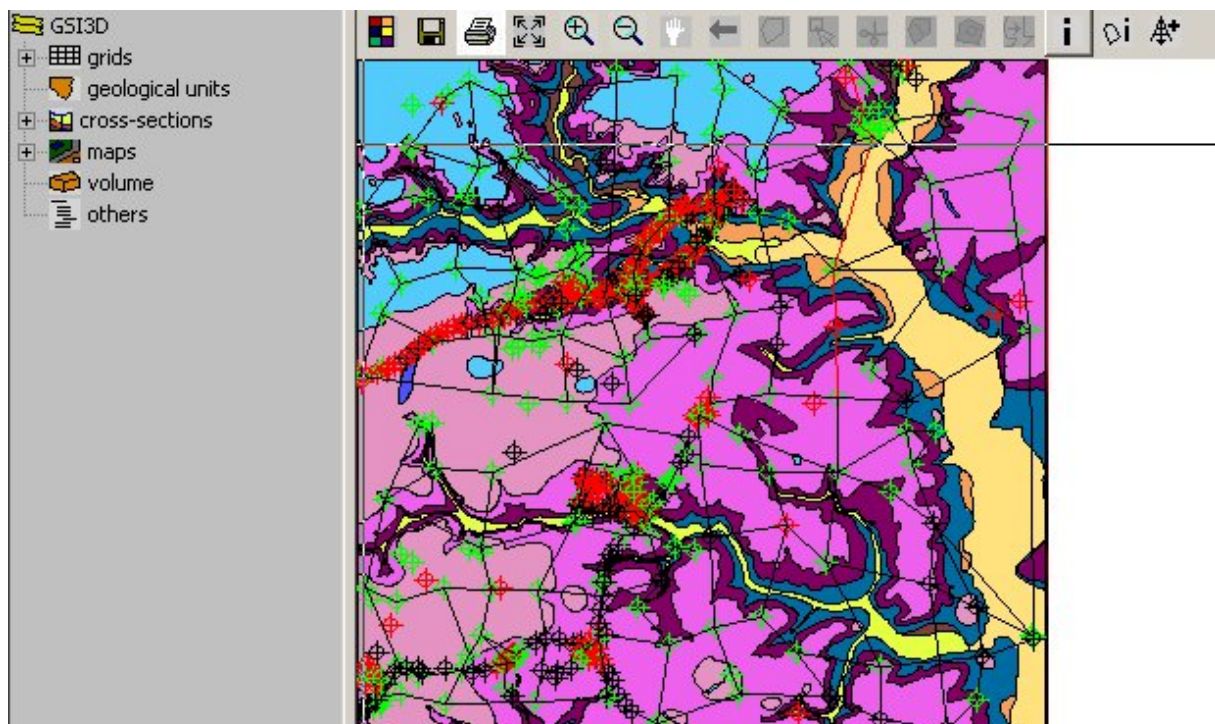 GSI3D
grids
geological units
cross-sections
maps
volume
others